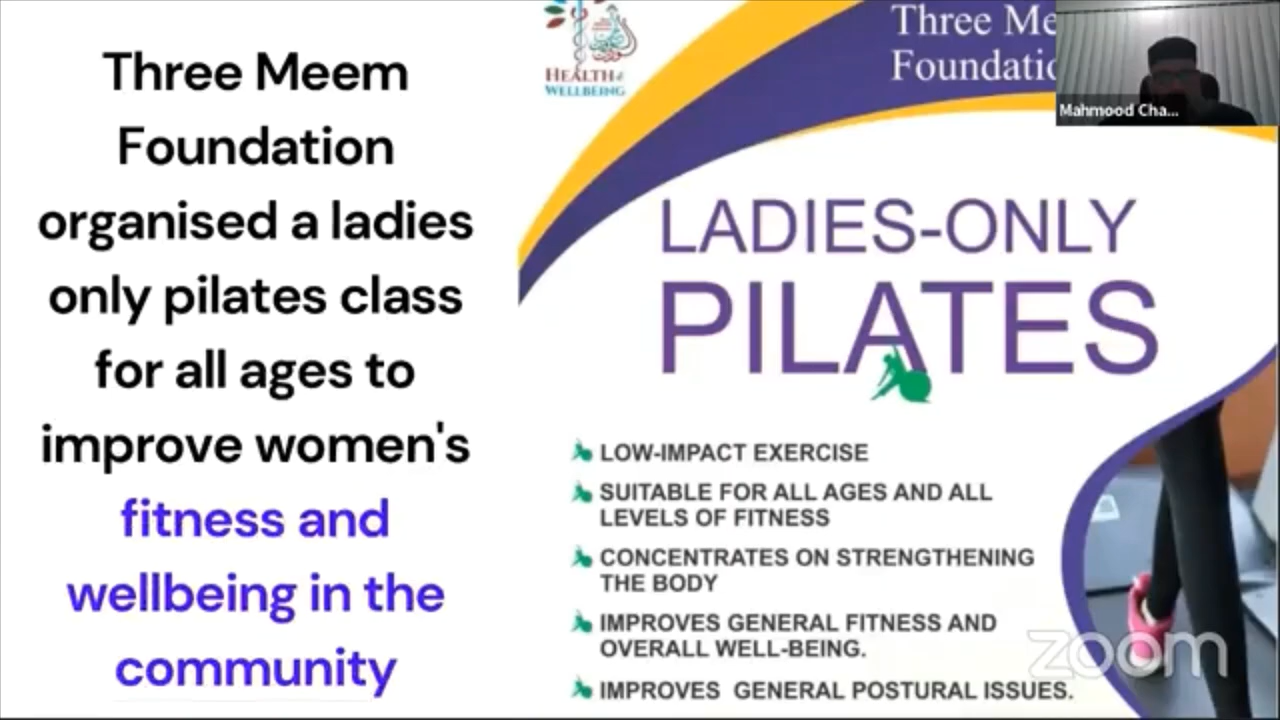 Three Meem
Foundation
organised a ladies
only pilates class
for all ages to
improve women's
fitness and
wellbeing in the
community
HEALTH &
WELLBEING
Three Me
Foundatio
Mahmood Cha...
LADIES-ONLY
PILATES
LOW-IMPACT EXERCISE
SUITABLE FOR ALL AGES AND ALL
LEVELS OF FITNESS
CONCENTRATES ON STRENGTHENING
THE BODY
IMPROVES GENERAL FITNESS AND
OVERALL WELL-BEING.
IMPROVES GENERAL POSTURAL ISSUES.
zoom